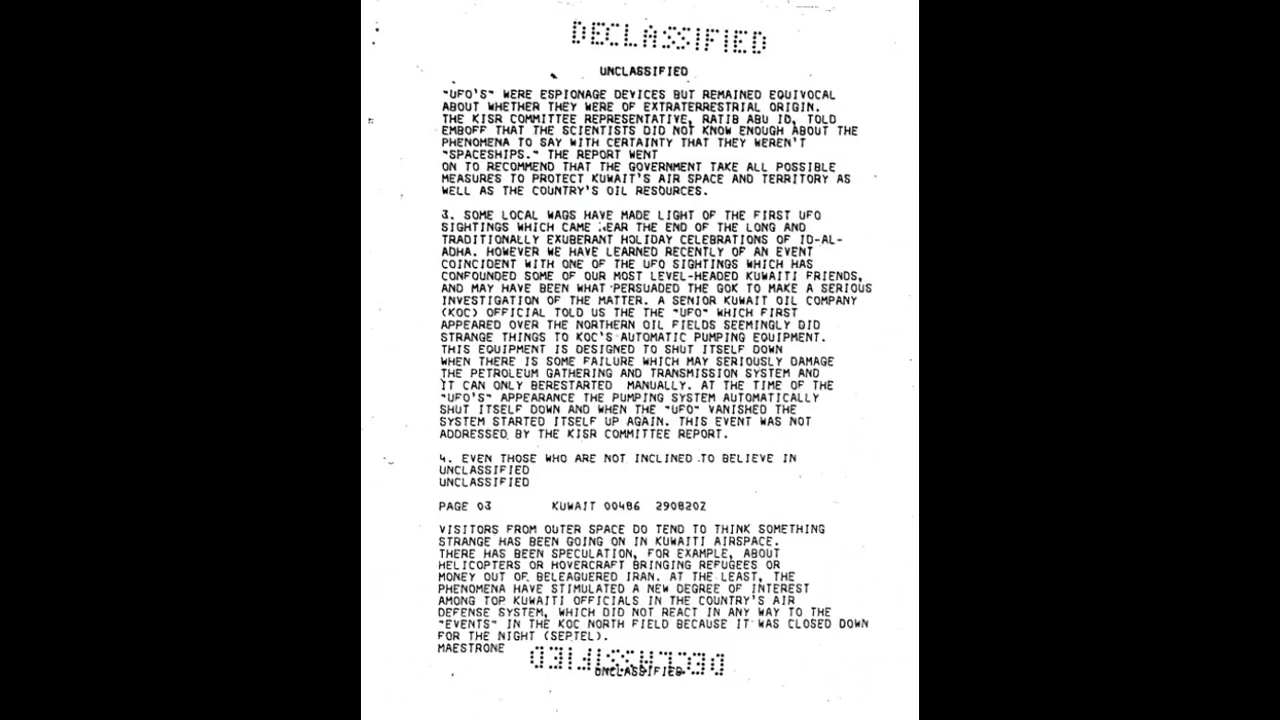 DECLASSIFIED
UNCLASSIFIED
"UFO'S" WERE ESPIONAGE DEVICES BUT REMAINED EQUIVOCAL
ABOUT WHETHER THEY WERE OF EXTRATERRESTRIAL ORIGIN.
THE KISR COMMITTEE REPRESENTATIVE, RATIB ABU ID, TOLD
EMBOFF THAT THE SCIENTISTS DID NOT KNOW ENOUGH ABOUT THE
PHENOMENA TO SAY WITH CERTAINTY THAT THEY WEREN'T
"SPACESHIPS." THE REPORT WENT
ON TO RECOMMEND THAT THE GOVERNMENT TAKE ALL POSSIBLE
MEASURES TO PROTECT KUWAIT'S AIR SPACE AND TERRITORY AS
WELL AS THE COUNTRY'S OIL RESOURCES.
3. SOME LOCAL WAGS HAVE MADE LIGHT OF THE FIRST UFO
SIGHTINGS WHICH CAME NEAR THE END OF THE LONG AND
TRADITIONALLY EXUBERANT HOLIDAY CELEBRATIONS OF ID-AL-
ADHA. HOWEVER WE HAVE LEARNED RECENTLY OF AN EVENT
COINCIDENT WITH ONE OF THE UFO SIGHTINGS WHICH HAS
CONFOUNDED SOME OF OUR MOST LEVEL-HEADED KUWAITI FRIENDS,
AND MAY HAVE BEEN WHAT PERSUADED THE GOK TO MAKE A SERIOUS
INVESTIGATION OF THE MATTER. A SENIOR KUWAIT OIL COMPANY
(KOC) OFFICIAL TOLD US THE THE "UFO" WHICH FIRST
APPEARED OVER THE NORTHERN OIL FIELDS SEEMINGLY DID
STRANGE THINGS TO KOC'S AUTOMATIC PUMPING EQUIPMENT.
THIS EQUIPMENT IS DESIGNED TO SHUT ITSELF DOWN
WHEN THERE IS SOME FAILURE WHICH MAY SERIOUSLY DAMAGE
THE PETROLEUM GATHERING AND TRANSMISSION SYSTEM AND
IT CAN ONLY BERESTARTED MANUALLY. AT THE TIME OF THE
"UFO'S" APPEARANCE THE PUMPING SYSTEM AUTOMATICALLY
SHUT ITSELF DOWN AND WHEN THE "UFO" VANISHED THE
SYSTEM STARTED ITSELF UP AGAIN. THIS EVENT WAS NOT
ADDRESSED BY THE KISR COMMITTEE REPORT.
4. EVEN THOSE WHO ARE NOT INCLINED TO BELIEVE IN
UNCLASSIFIED
UNCLASSIFIED
PAGE 03 KUWAIT 00486 290820Z
VISITORS FROM OUTER SPACE DO TEND TO THINK SOMETHING
STRANGE HAS BEEN GOING ON IN KUWAITI AIRSPACE.
THERE HAS BEEN SPECULATION, FOR EXAMPLE, ABOUT
HELICOPTERS OR HOVERCRAFT BRINGING REFUGEES OR
MONEY OUT OF BELEAGUERED IRAN. AT THE LEAST, THE
PHENOMENA HAVE STIMULATED A NEW DEGREE OF INTEREST
AMONG TOP KUWAITI OFFICIALS IN THE COUNTRY'S AIR
DEFENSE SYSTEM, WHICH DID NOT REACT IN ANY WAY TO THE
"EVENTS" IN THE KOC NORTH FIELD BECAUSE IT WAS CLOSED DOWN
FOR THE NIGHT (SEPTEL).
MAESTRONE
DECLASSIFIED
UNCLASSIFIED